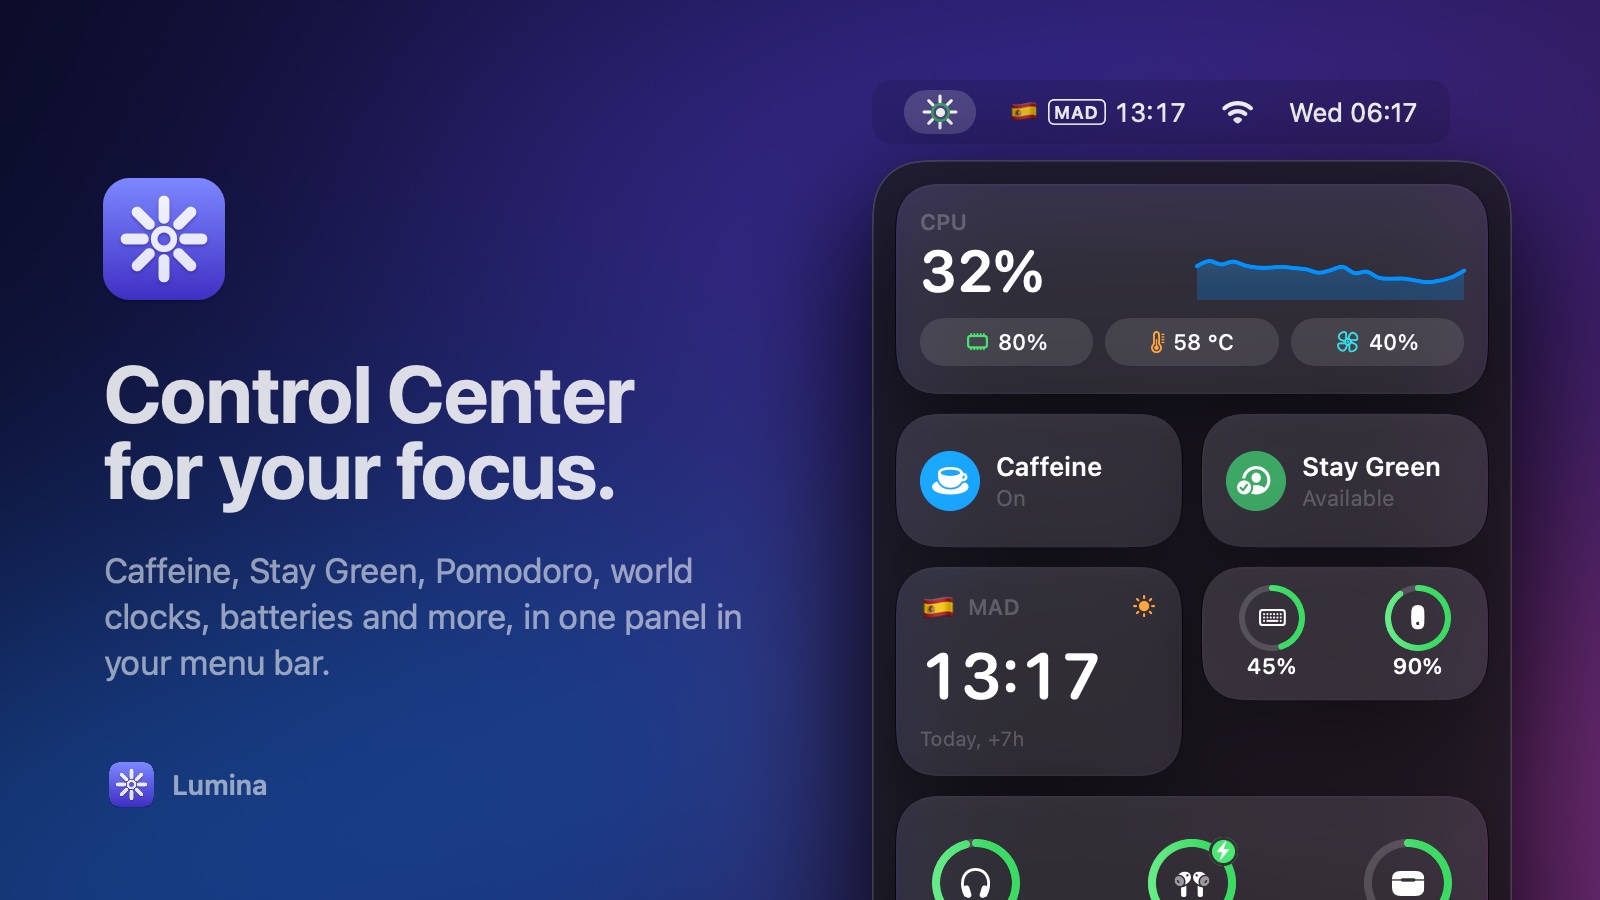 MAD 13:17 Wed 06:17
CPU
32%
80% 58 °C 40%
Control Center
for your focus.
Caffeine
On
Stay Green
Available
Caffeine, Stay Green, Pomodoro, world
clocks, batteries and more, in one panel in
your menu bar.
MAD
13:17
Today, +7h
45% 90%
Lumina